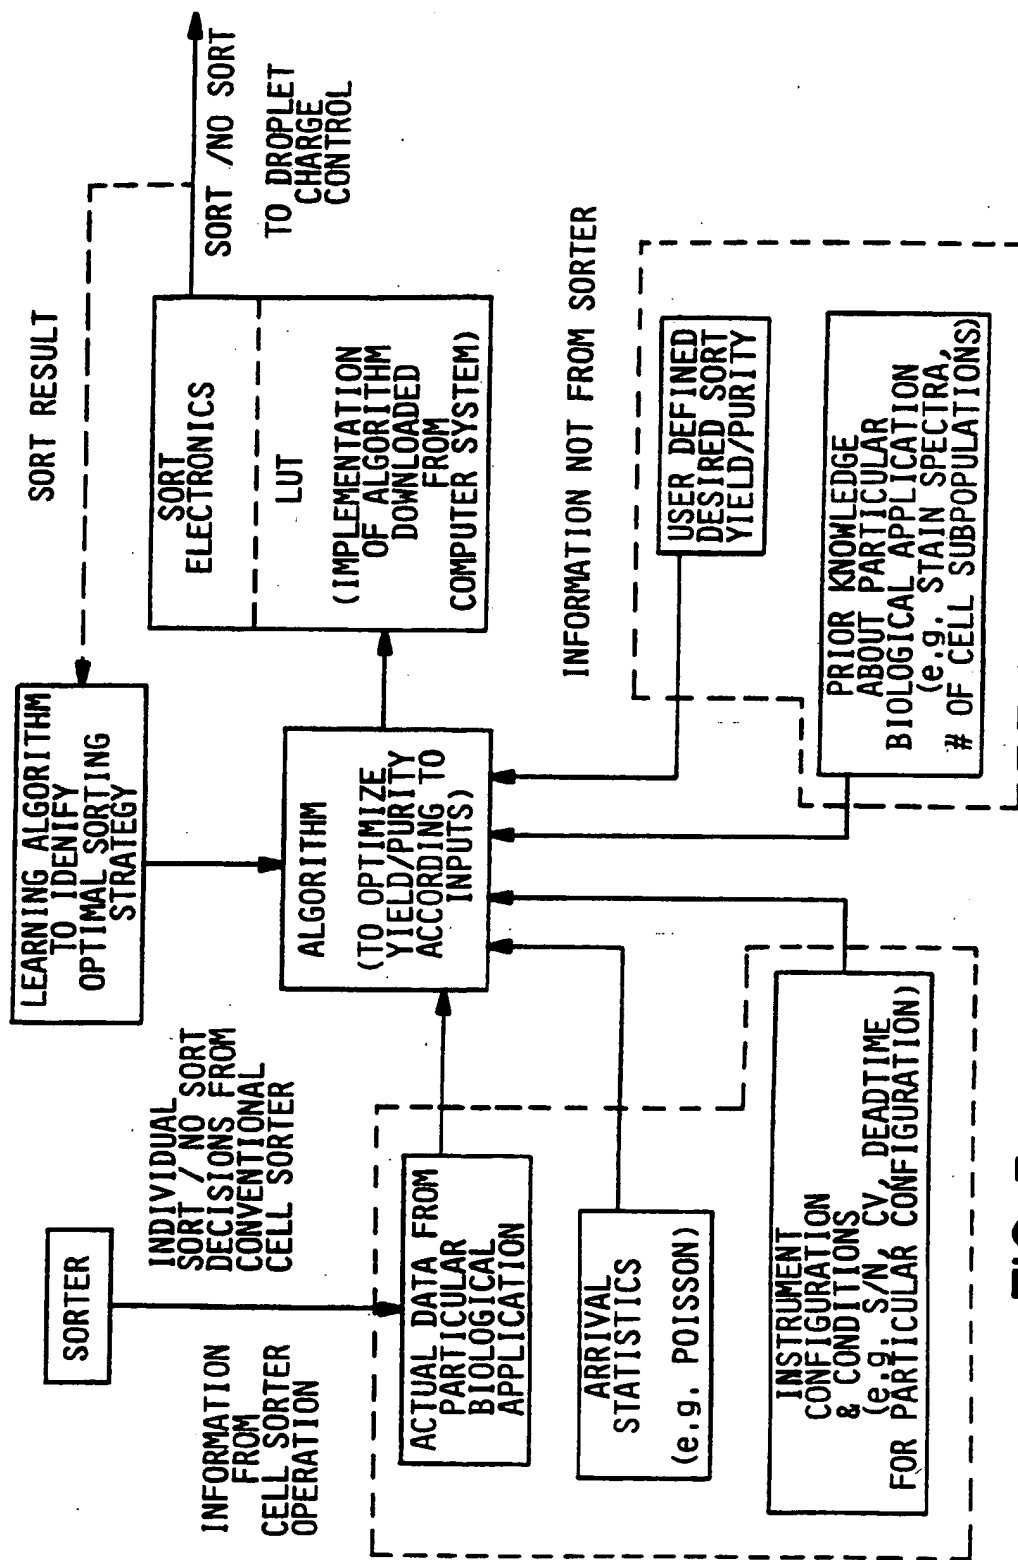 SORTER
INFORMATION
FROM
CELL SORTER
OPERATION
INDIVIDUAL
SORT / NO SORT
DECISIONS FROM
CONVENTIONAL
CELL SORTER
LEARNING ALGORITHM
TO IDENIFY
OPTIMAL SORTING
STRATEGY
SORT RESULT
SORT
ELECTRONICS
LUT
(IMPLEMENTATION
OF ALGORITHM
DOWNLOADED
FROM
COMPUTER SYSTEM)
SORT /NO SORT
TO DROPLET
CHARGE
CONTROL
ACTUAL DATA FROM
PARTICULAR
BIOLOGICAL
APPLICATION
ALGORITHM
(TO OPTIMIZE
YIELD/PURITY
ACCORDING TO
INPUTS)
ARRIVAL
STATISTICS
(e.g. POISSON)
INFORMATION NOT FROM SORTER
USER DEFINED
DESIRED SORT
YIELD/PURITY
INSTRUMENT
CONFIGURATION
& CONDITIONS
(e.g. S/N, CV, DEADTIME
FOR PARTICULAR CONFIGURATION)
PRIOR KNOWLEDGE
ABOUT PARTICULAR
BIOLOGICAL APPLICATION
(e.g. STAIN SPECTRA,
# OF CELL SUBPOPULATIONS)